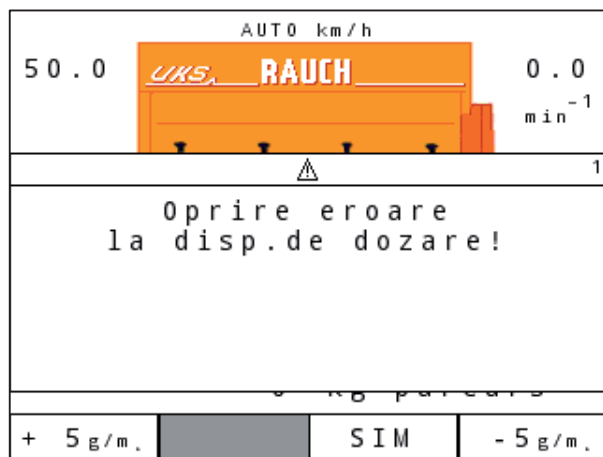 AUTO km/h
50.0
UKS
RAUCH
0.0
min-1
1
Oprire eroare
la disp.de dozare!
kg
+ 5g/m.
SIM
-5g/m.